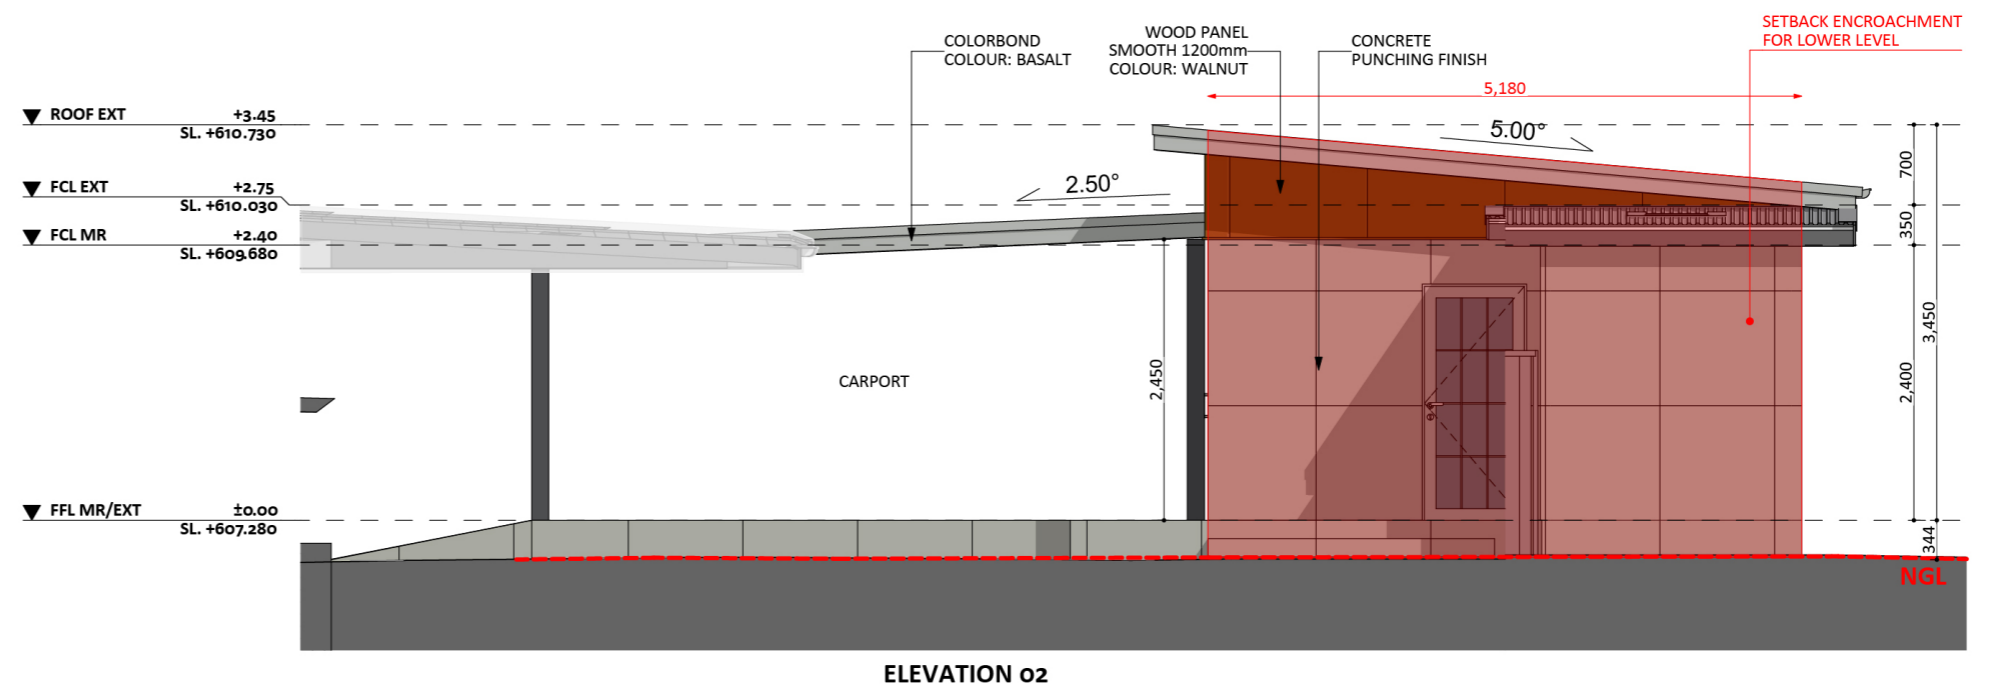 SETBACK ENCROACHMENT
FOR LOWER LEVEL
WOOD PANEL
SMOOTH 1200mm
COLOUR: WALNUT
COLORBOND
COLOUR: BASALT
CONCRETE
PUNCHING FINISH
5,180
ROOF EXT +3.45
SL. +610.730
5.00°
700
FCL EXT +2.75
SL. +610.030
2.50°
350
FCL MR +2.40
SL. +609.680
3,450
2,450
2,400
CARPORT
FFL MR/EXT ±0.00
SL. +607.280
344
NGL
ELEVATION 02